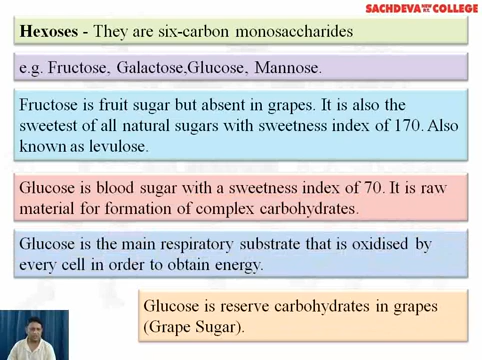 SACHDEVA NEW P.T. COLLEGE
Hexoses - They are six-carbon monosaccharides
e.g. Fructose, Galactose,Glucose, Mannose.
Fructose is fruit sugar but absent in grapes. It is also the
sweetest of all natural sugars with sweetness index of 170. Also
known as levulose.
Glucose is blood sugar with a sweetness index of 70. It is raw
material for formation of complex carbohydrates.
Glucose is the main respiratory substrate that is oxidised by
every cell in order to obtain energy.
Glucose is reserve carbohydrates in grapes
(Grape Sugar).